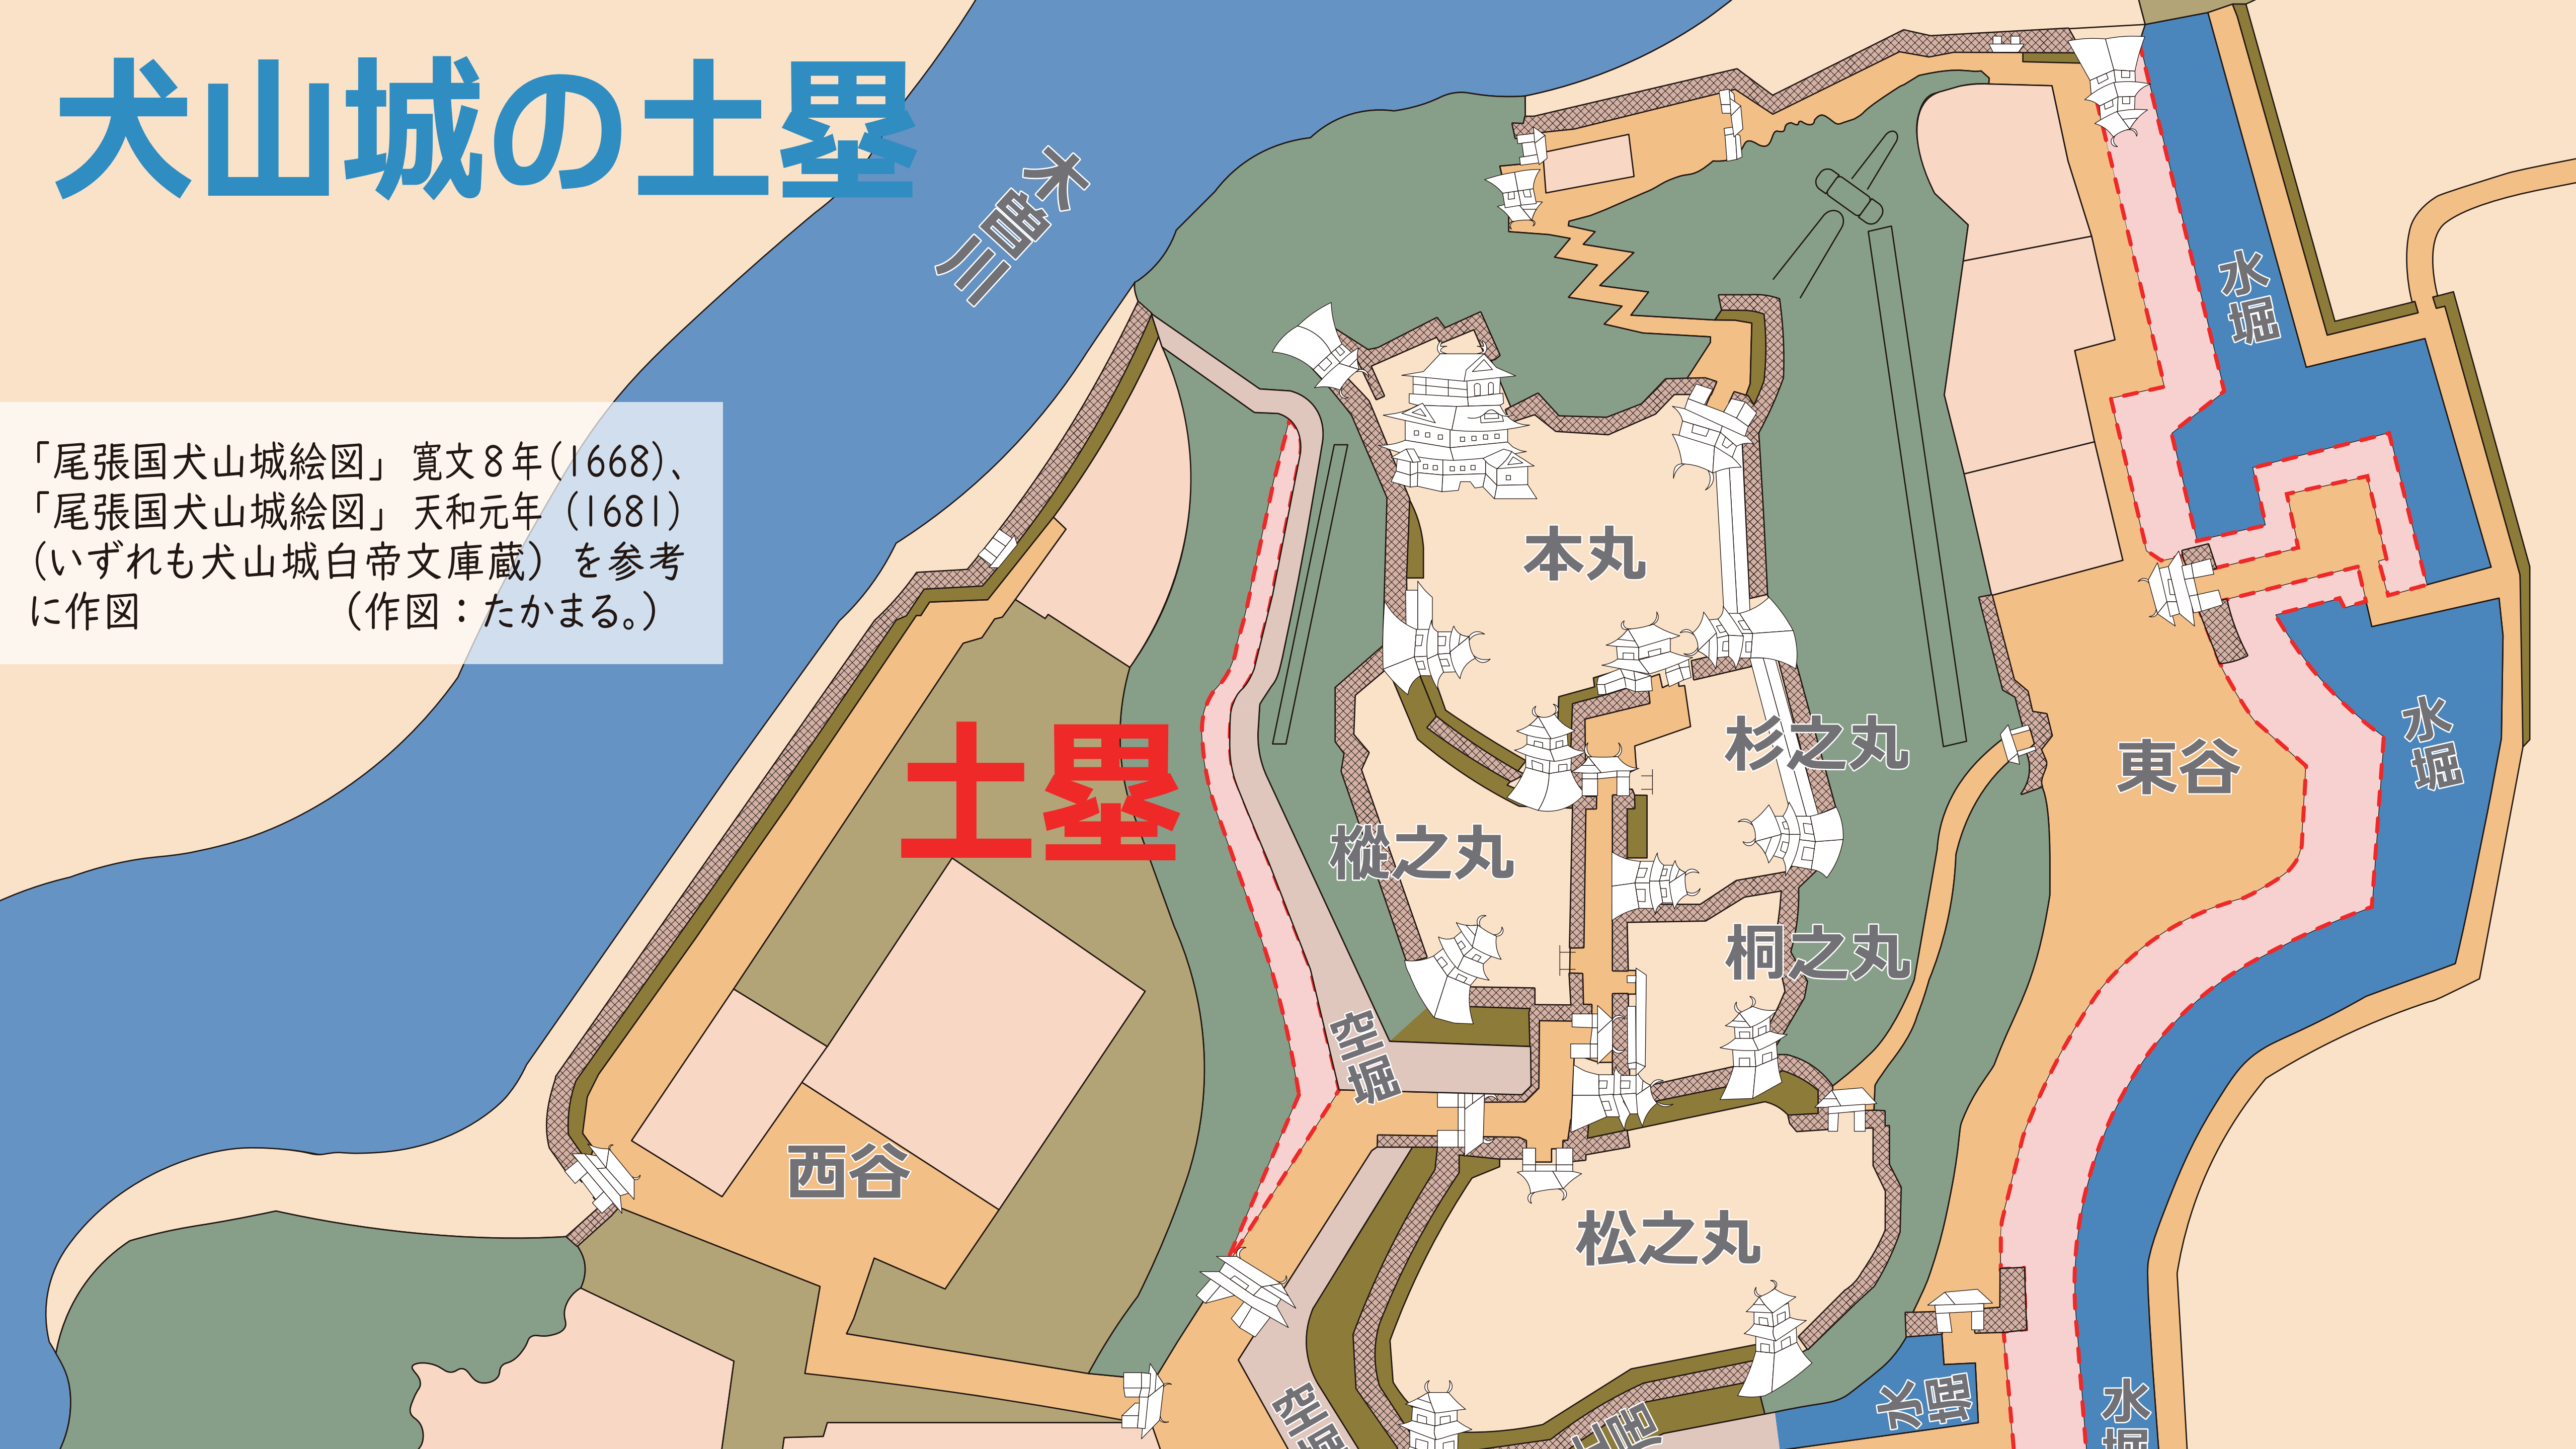 犬山城の土塁
木曽川
「尾張国犬山城絵図」寛文8年(1668)、
「尾張国犬山城絵図」天和元年(1681)
(いずれも犬山城白帝文庫蔵)を参考
に作図　(作図：たかまる。)
水堀
本丸
杉之丸
東谷
水堀
土塁
樅之丸
桐之丸
空堀
西谷
松之丸
水堀
水堀
空堀